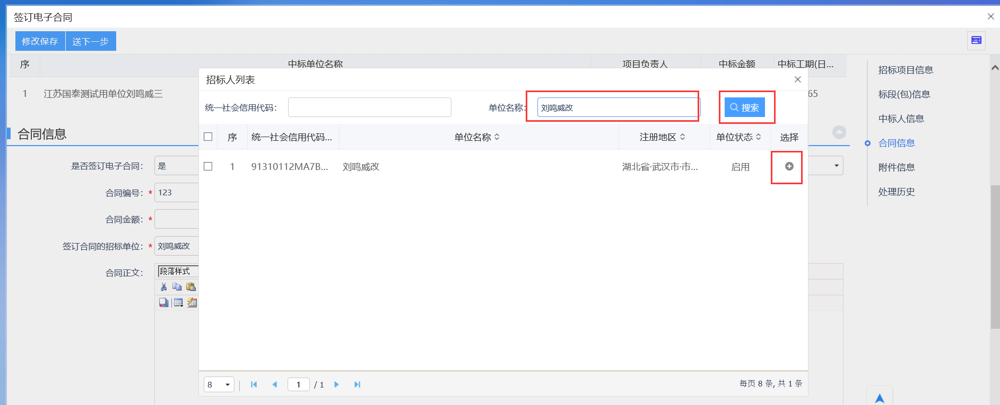 签订电子合同
修改保存 送下一步
序 中标单位名称 项目负责人 中标金额 中标工期(日...
1 江苏国泰测试用单位刘鸣威三 65
招标人列表
统一社会信用代码： 单位名称： 刘鸣威改 搜索
序 统一社会信用代码... 单位名称 注册地区 单位状态 选择
1 91310112MA7B... 刘鸣威改 湖北省·武汉市·市... 启用
8 1 / 1 每页 8 条, 共 1 条
合同信息
是否签订电子合同： 是
合同编号： * 123
合同金额： *
签订合同的招标单位： * 刘鸣威改
合同正文： 段落样式
招标项目信息
标段(包)信息
中标人信息
合同信息
附件信息
处理历史